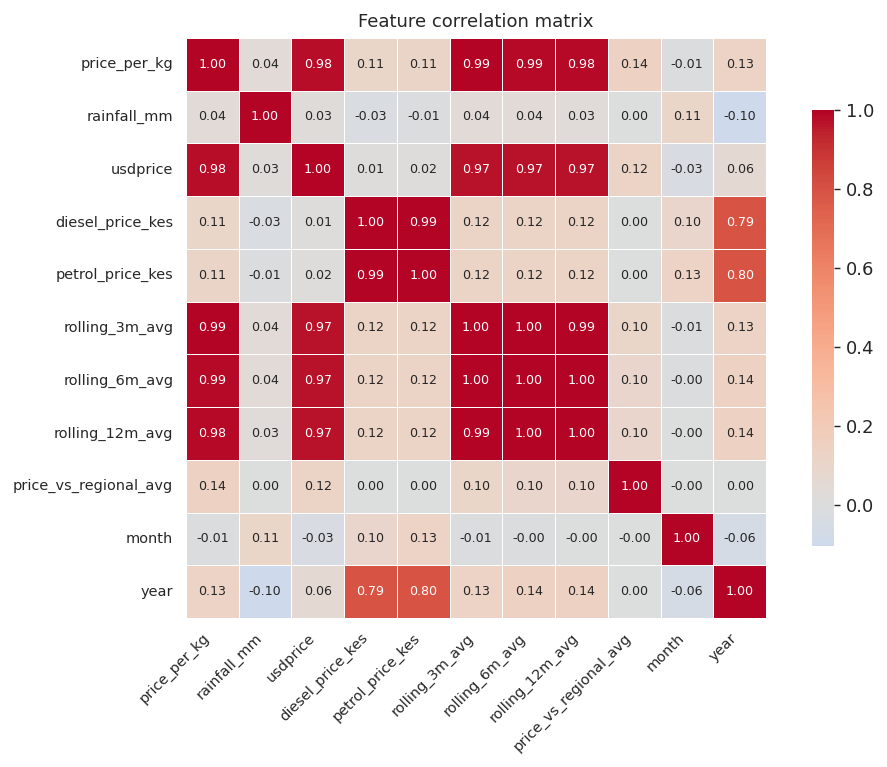 Feature correlation matrix
price_per_kg 1.00 0.04 0.98 0.11 0.11 0.99 0.99 0.98 0.14 -0.01 0.13
rainfall_mm 0.04 1.00 0.03 -0.03 -0.01 0.04 0.04 0.03 0.00 0.11 -0.10
usdprice 0.98 0.03 1.00 0.01 0.02 0.97 0.97 0.97 0.12 -0.03 0.06
diesel_price_kes 0.11 -0.03 0.01 1.00 0.99 0.12 0.12 0.12 0.00 0.10 0.79
petrol_price_kes 0.11 -0.01 0.02 0.99 1.00 0.12 0.12 0.12 0.00 0.13 0.80
rolling_3m_avg 0.99 0.04 0.97 0.12 0.12 1.00 1.00 0.99 0.10 -0.01 0.13
rolling_6m_avg 0.99 0.04 0.97 0.12 0.12 1.00 1.00 1.00 0.10 -0.00 0.14
rolling_12m_avg 0.98 0.03 0.97 0.12 0.12 0.99 1.00 1.00 0.10 -0.00 0.14
price_vs_regional_avg 0.14 0.00 0.12 0.00 0.00 0.10 0.10 0.10 1.00 -0.00 0.00
month -0.01 0.11 -0.03 0.10 0.13 -0.01 -0.00 -0.00 -0.00 1.00 -0.06
year 0.13 -0.10 0.06 0.79 0.80 0.13 0.14 0.14 0.00 -0.06 1.00
price_per_kg
rainfall_mm
usdprice
diesel_price_kes
petrol_price_kes
rolling_3m_avg
rolling_6m_avg
rolling_12m_avg
price_vs_regional_avg
month
year
1.0
0.8
0.6
0.4
0.2
0.0